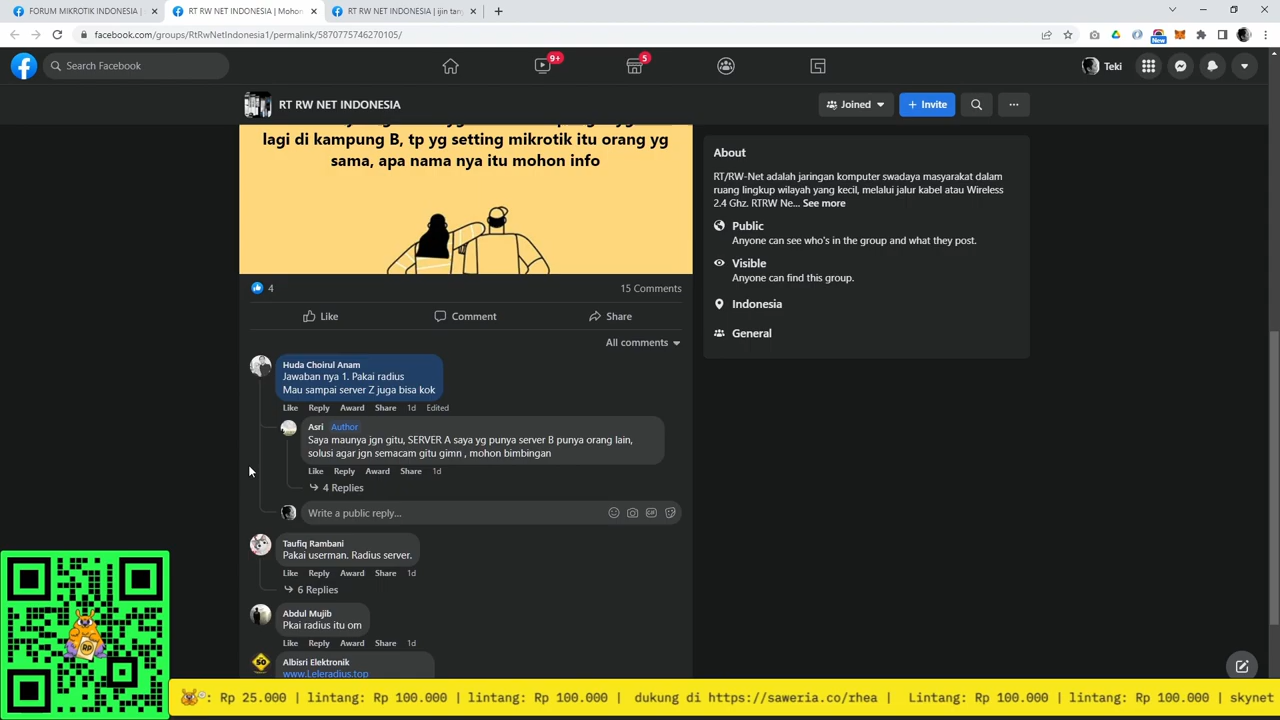 FORUM MIKROTIK INDONESIA |
RT RW NET INDONESIA | Mohon
RT RW NET INDONESIA | ijin tan
facebook.com/groups/RtRwNetIndonesia1/permalink/5870775746270105/
New
Search Facebook
9+
5
Teki
RT RW NET INDONESIA
Joined
+ Invite
lagi di kampung B, tp yg setting mikrotik itu orang yg
sama, apa nama nya itu mohon info
4
15 Comments
Like
Comment
Share
All comments
Huda Choirul Anam
Jawaban nya 1. Pakai radius
Mau sampai server Z juga bisa kok
Like Reply Award Share 1d Edited
Asri Author
Saya maunya jgn gitu, SERVER A saya yg punya server B punya orang lain,
solusi agar jgn semacam gitu gimn , mohon bimbingan
Like Reply Award Share 1d
4 Replies
Write a public reply...
GIF
Taufiq Rambani
Pakai userman. Radius server.
Like Reply Award Share 1d
6 Replies
Abdul Mujib
Pkai radius itu om
Like Reply Award Share 1d
Albisri Elektronik
www.Leleradius.top
About
RT/RW-Net adalah jaringan komputer swadaya masyarakat dalam
ruang lingkup wilayah yang kecil, melalui jalur kabel atau Wireless
2.4 Ghz. RTRW Ne... See more
Public
Anyone can see who's in the group and what they post.
Visible
Anyone can find this group.
Indonesia
General
: Rp 25.000 | lintang: Rp 100.000 | lintang: Rp 100.000 | dukung di https://saweria.co/rhea | Lintang: Rp 100.000 | lintang: Rp 100.000 | skynet